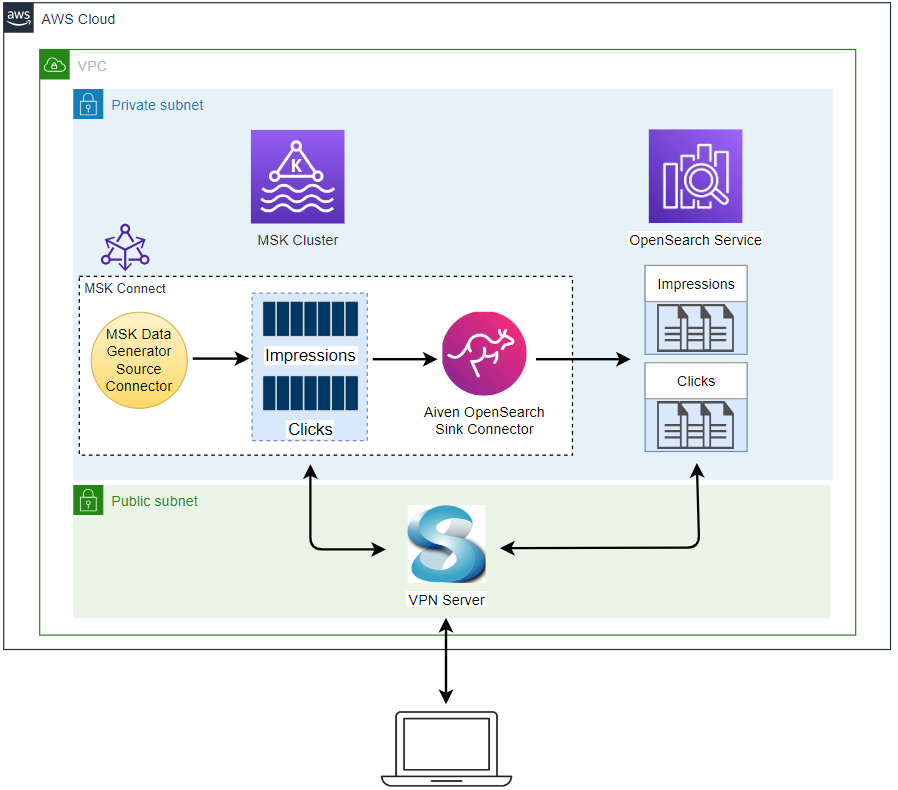 aws
AWS Cloud
VPC
Private subnet
K
MSK Cluster
OpenSearch Service
MSK Connect
MSK Data
Generator
Source
Connector
Impressions
Clicks
Aiven OpenSearch
Sink Connector
Impressions
Clicks
Public subnet
VPN Server